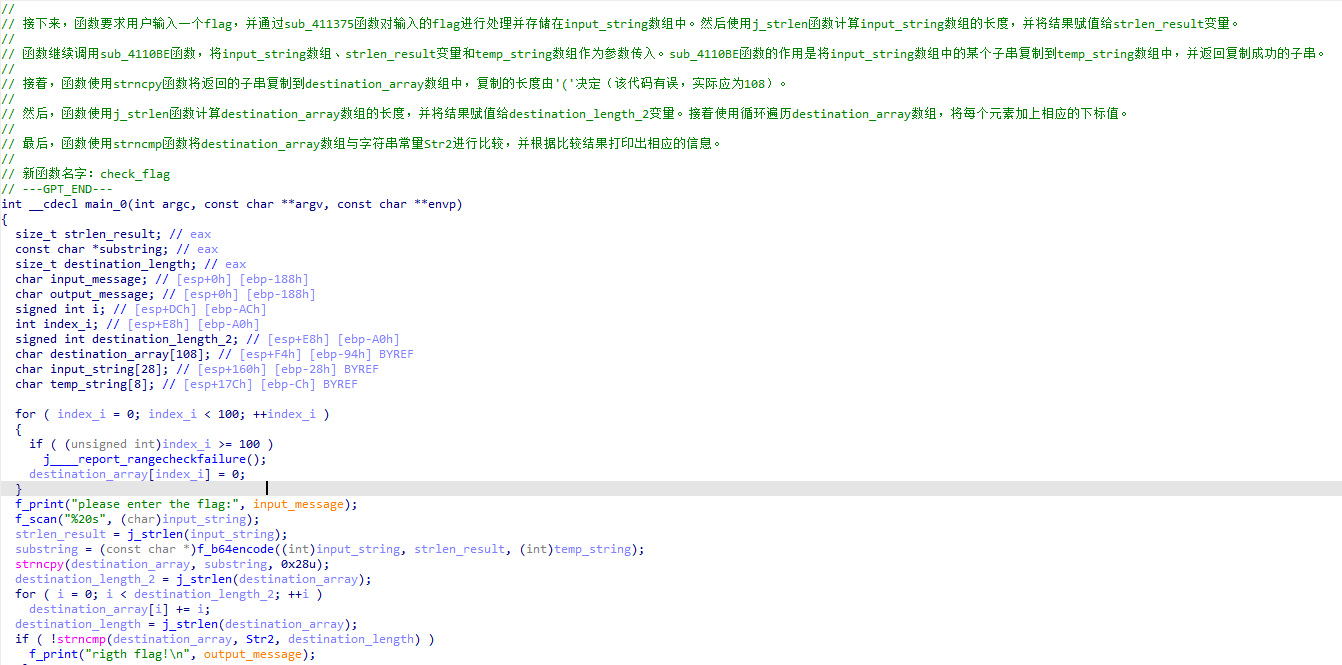 //
// 接下来，函数要求用户输入一个flag，并通过sub_411375函数对输入的flag进行处理并存储在input_string数组中。然后使用j_strlen函数计算input_string数组的长度，并将结果赋值给strlen_result变量。
//
// 函数继续调用sub_4110BE函数，将input_string数组、strlen_result变量和temp_string数组作为参数传入。sub_4110BE函数的作用是将input_string数组中的某个子串复制到temp_string数组中，并返回复制成功的子串。
//
// 接着，函数使用strncpy函数将返回的子串复制到destination_array数组中，复制的长度由'('决定（该代码有误，实际应为108）。
//
// 然后，函数使用j_strlen函数计算destination_array数组的长度，并将结果赋值给destination_length_2变量。接着使用循环遍历destination_array数组，将每个元素加上相应的下标值。
//
// 最后，函数使用strncmp函数将destination_array数组与字符串常量Str2进行比较，并根据比较结果打印出相应的信息。
//
// 新函数名字：check_flag
// ---GPT_END---
int __cdecl main_0(int argc, const char **argv, const char **envp)
{
  size_t strlen_result; // eax
  const char *substring; // eax
  size_t destination_length; // eax
  char input_message; // [esp+0h] [ebp-188h]
  char output_message; // [esp+0h] [ebp-188h]
  signed int i; // [esp+DCh] [ebp-ACh]
  int index_i; // [esp+E8h] [ebp-A0h]
  signed int destination_length_2; // [esp+E8h] [ebp-A0h]
  char destination_array[108]; // [esp+F4h] [ebp-94h] BYREF
  char input_string[28]; // [esp+160h] [ebp-28h] BYREF
  char temp_string[8]; // [esp+17Ch] [ebp-Ch] BYREF

  for ( index_i = 0; index_i < 100; ++index_i )
  {
    if ( (unsigned int)index_i >= 100 )
      j____report_rangecheckfailure();
    destination_array[index_i] = 0;
  }
  f_print("please enter the flag:", input_message);
  f_scan("%20s", (char)input_string);
  strlen_result = j_strlen(input_string);
  substring = (const char *)f_b64encode((int)input_string, strlen_result, (int)temp_string);
  strncpy(destination_array, substring, 0x28u);
  destination_length_2 = j_strlen(destination_array);
  for ( i = 0; i < destination_length_2; ++i )
    destination_array[i] += i;
  destination_length = j_strlen(destination_array);
  if ( !strncmp(destination_array, Str2, destination_length) )
    f_print("rigth flag!\n", output_message);